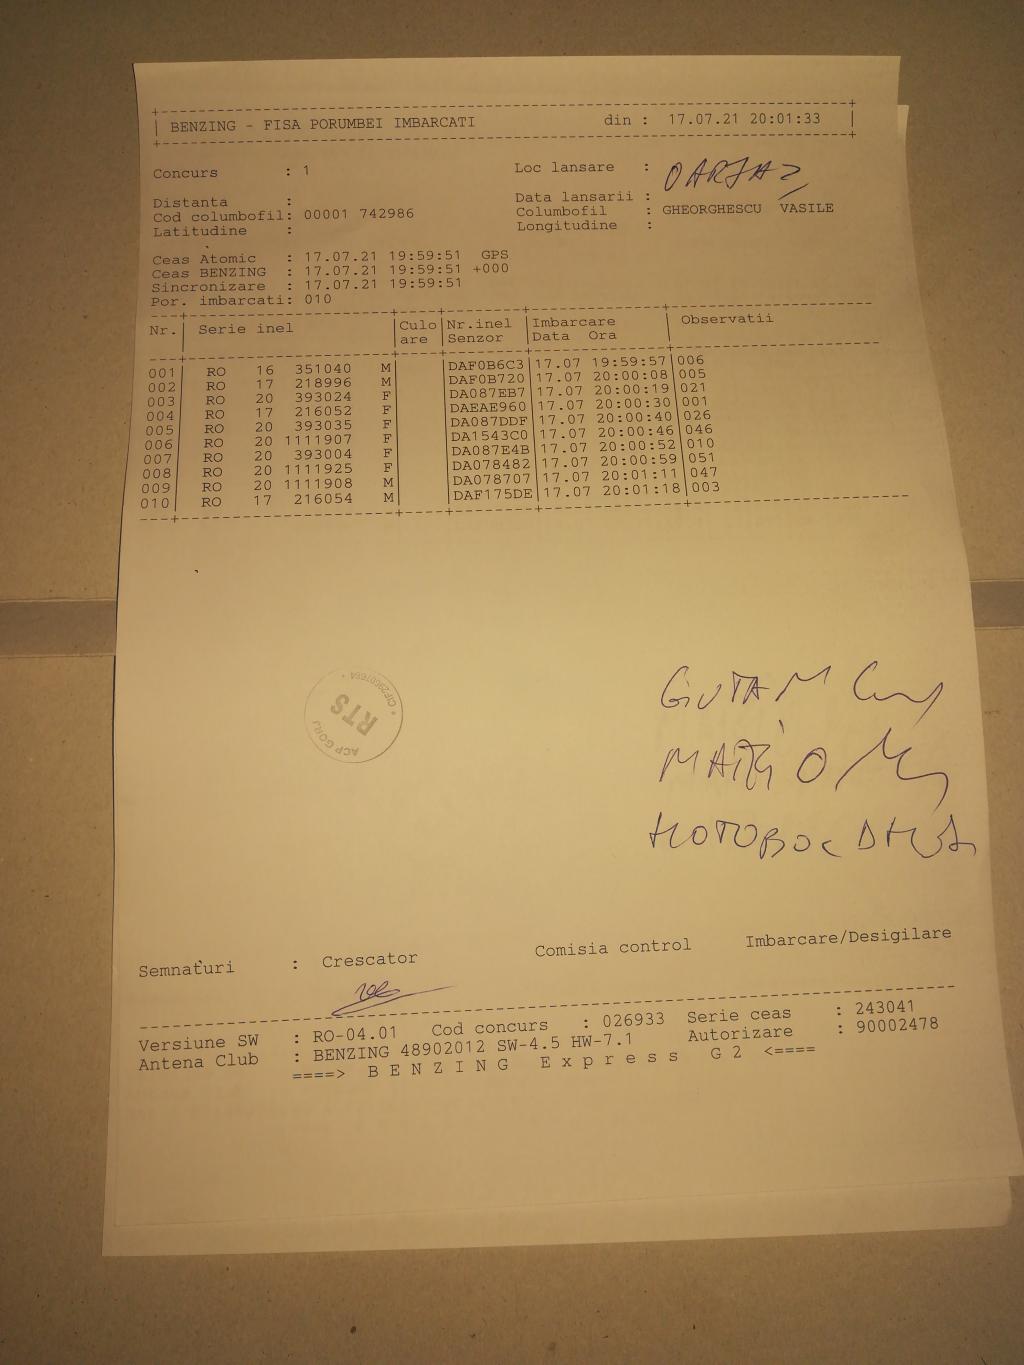 BENZING - FISA PORUMBEI IMBARCATI din : 17.07.21 20:01:33
Concurs : 1 Loc lansare :
Distanta : Data lansarii :
Cod columbofil: 00001 742986 Columbofil : GHEORGHESCU VASILE
Latitudine : Longitudine :
Ceas Atomic : 17.07.21 19:59:51 GPS
Ceas BENZING : 17.07.21 19:59:51 +000
Sincronizare : 17.07.21 19:59:51
Por. imbarcati: 010
Nr. Serie inel Culo Nr.inel Imbarcare Observatii
are Senzor Data Ora
001 RO 16 351040 M DAF0B6C3 17.07 19:59:57 006
002 RO 17 218996 M DAF0B720 17.07 20:00:08 005
003 RO 20 393024 F DA087EB7 17.07 20:00:19 021
004 RO 17 216052 F DAEAE960 17.07 20:00:30 001
005 RO 20 393035 F DA087DDF 17.07 20:00:40 026
006 RO 20 1111907 F DA1543C0 17.07 20:00:46 046
007 RO 20 393004 F DA087E4B 17.07 20:00:52 010
008 RO 20 1111925 F DA078482 17.07 20:00:59 051
009 RO 20 1111908 M DA078707 17.07 20:01:11 047
010 RO 17 216054 M DAF175DE 17.07 20:01:18 003
ACP GORJ
RTS
GUTA M
Semnaturi : Crescator Comisia control Imbarcare/Desigilare
Versiune SW : RO-04.01 Cod concurs : 026933 Serie ceas : 243041
Antena Club : BENZING 48902012 SW-4.5 HW-7.1 Autorizare : 90002478
====> B E N Z I N G E x p r e s s G 2 <====